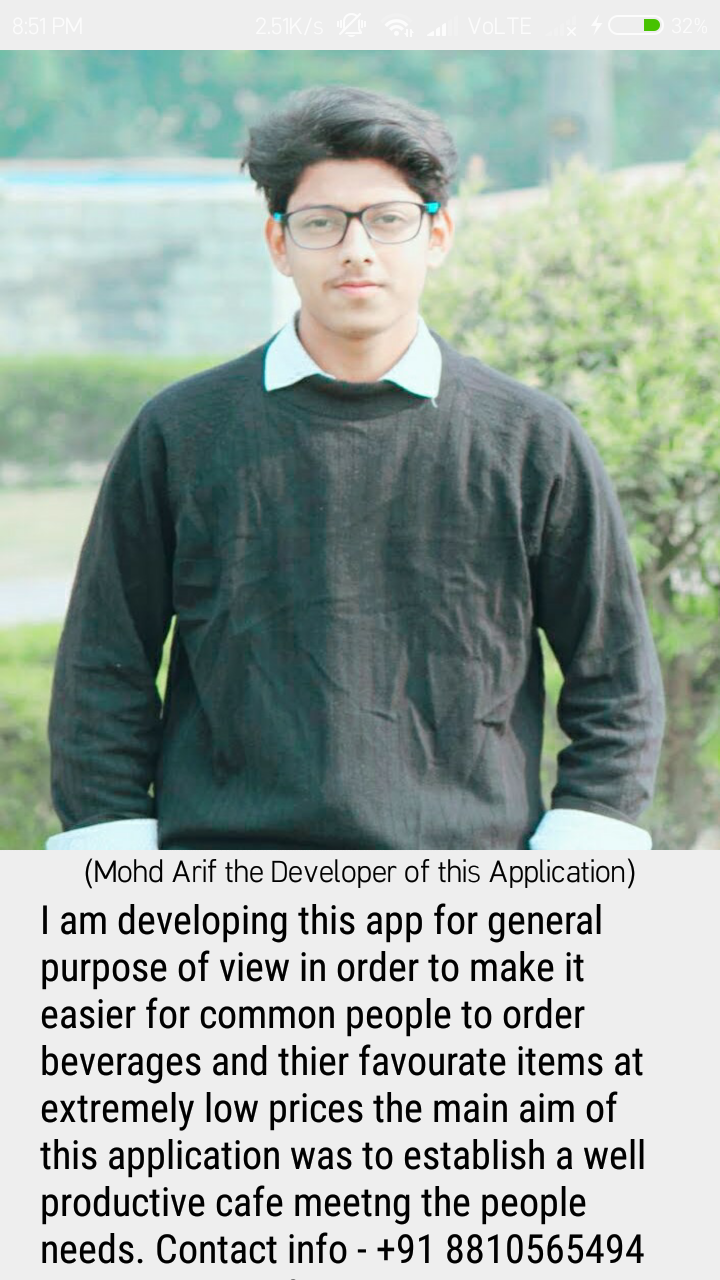 8:51 PM 2.51K/s VoLTE 32%
(Mohd Arif the Developer of this Application)
I am developing this app for general
purpose of view in order to make it
easier for common people to order
beverages and thier favourate items at
extremely low prices the main aim of
this application was to establish a well
productive cafe meetng the people
needs. Contact info - +91 8810565494